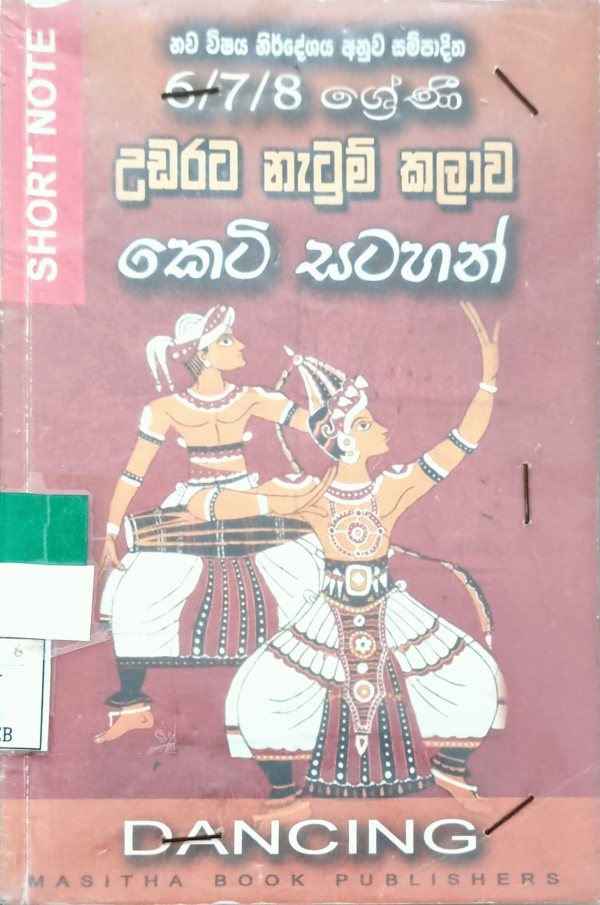 SHORT NOTE
නව විෂය නිර්දේශය අනුව සම්පාදිත
6/7/8 ශ්‍රේණී
උඩරට නැටුම් කලාව
කෙටි සටහන්
DANCING
MASITHA BOOK PUBLISHERS